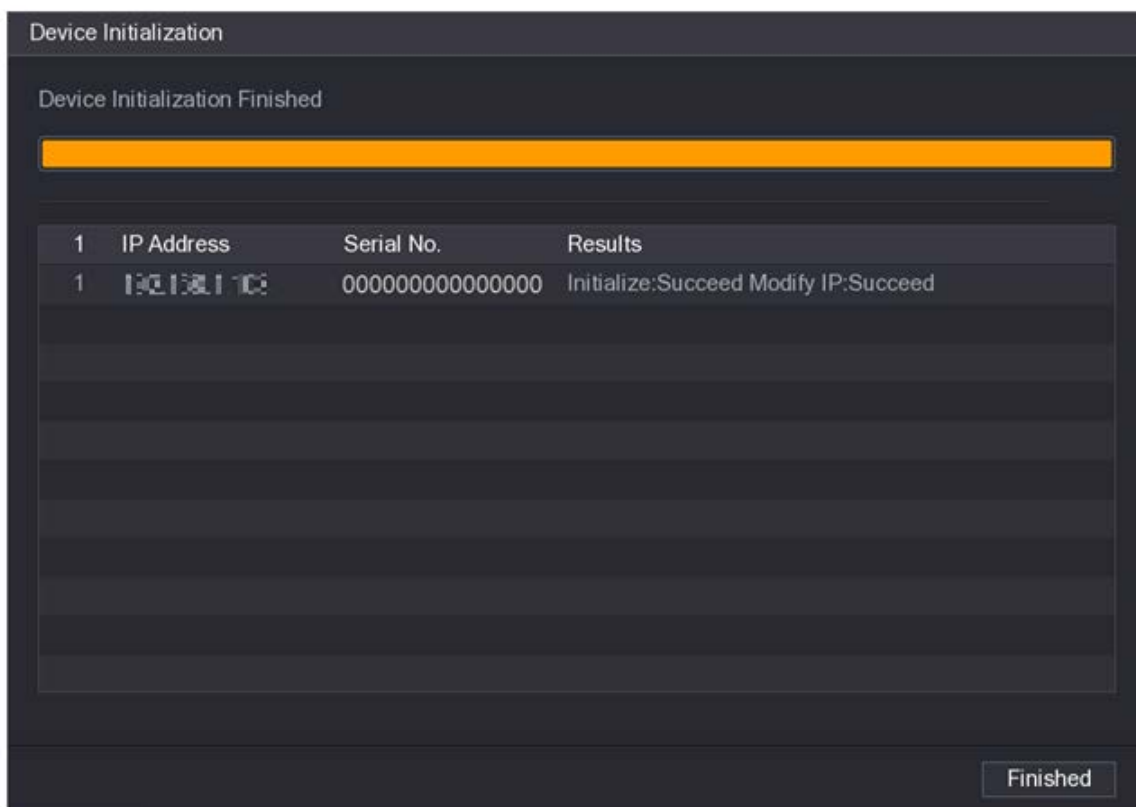 Device Initialization
Device Initialization Finished
1 IP Address Serial No. Results
1 000000000000000 Initialize:Succeed Modify IP:Succeed
Finished